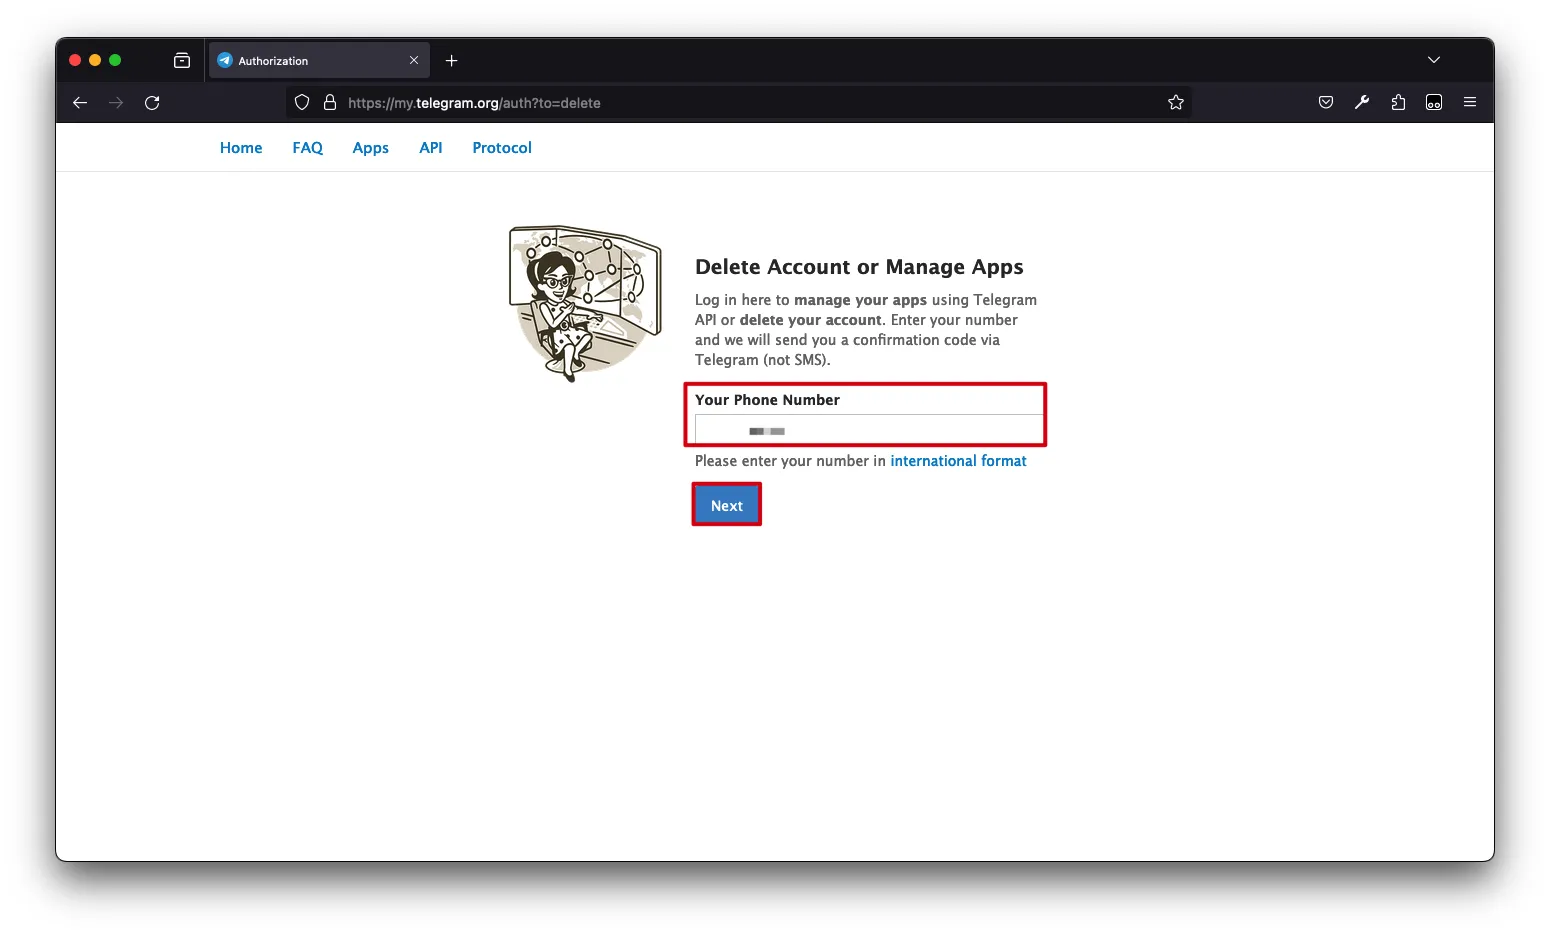 Authorization
https://my.telegram.org/auth?to=delete
Home FAQ Apps API Protocol
Delete Account or Manage Apps
Log in here to manage your apps using Telegram
API or delete your account. Enter your number
and we will send you a confirmation code via
Telegram (not SMS).
Your Phone Number
Please enter your number in international format
Next